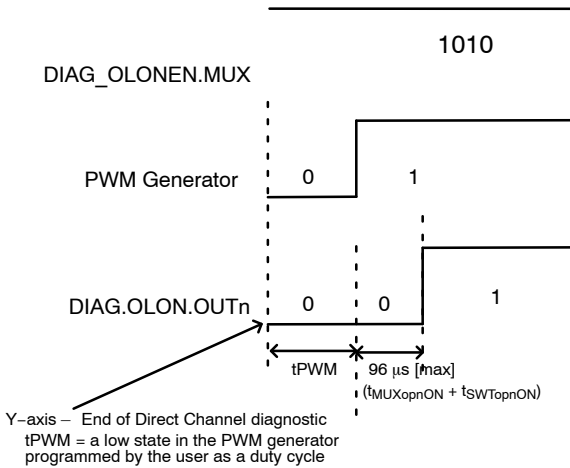 1010
DIAG_OLONEN.MUX
PWM Generator
0
1
DIAG.OLON.OUTn
0
0
1
tPWM
96 μs [max]
(tMUXopnON + tSWTopnON)
Y−axis − End of Direct Channel diagnostic
tPWM = a low state in the PWM generator
programmed by the user as a duty cycle